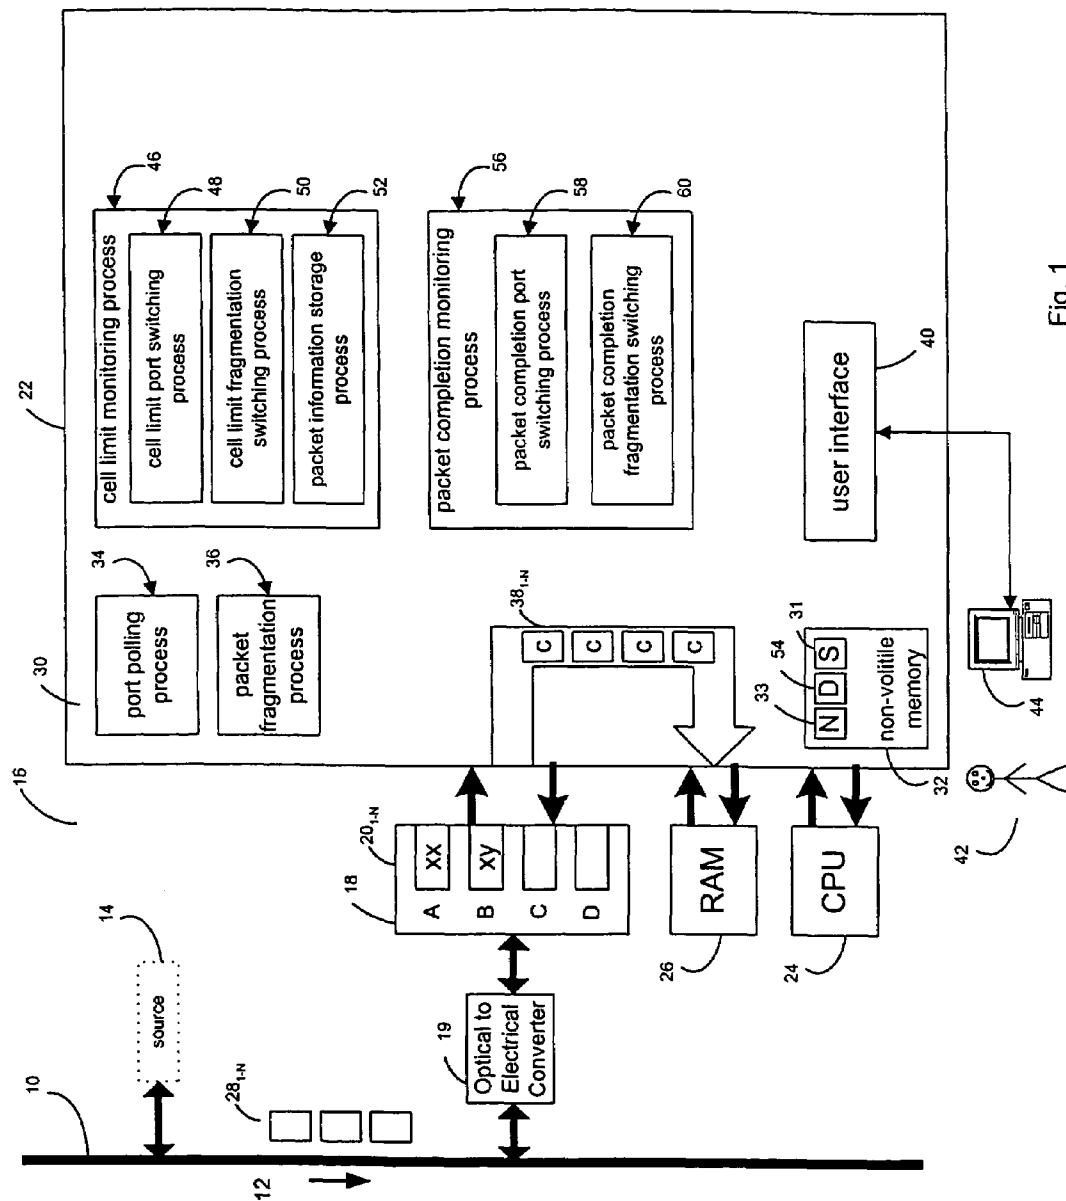 10
12
14
source
28 1-N
16
19
Optical to
Electrical
Converter
18
20 1-N
A
xx
B
xy
C
D
26
RAM
24
CPU
22
30
34
port polling
process
36
packet
fragmentation
process
46
cell limit monitoring process
48
cell limit port switching
process
50
cell limit fragmentation
switching process
52
packet information storage
process
56
packet completion monitoring
process
58
packet completion port
switching process
60
packet completion
fragmentation switching
process
38 1-N
C
C
C
C
33
54
31
N
D
S
non-volitile
memory
32
40
user interface
42
44
Fig. 1